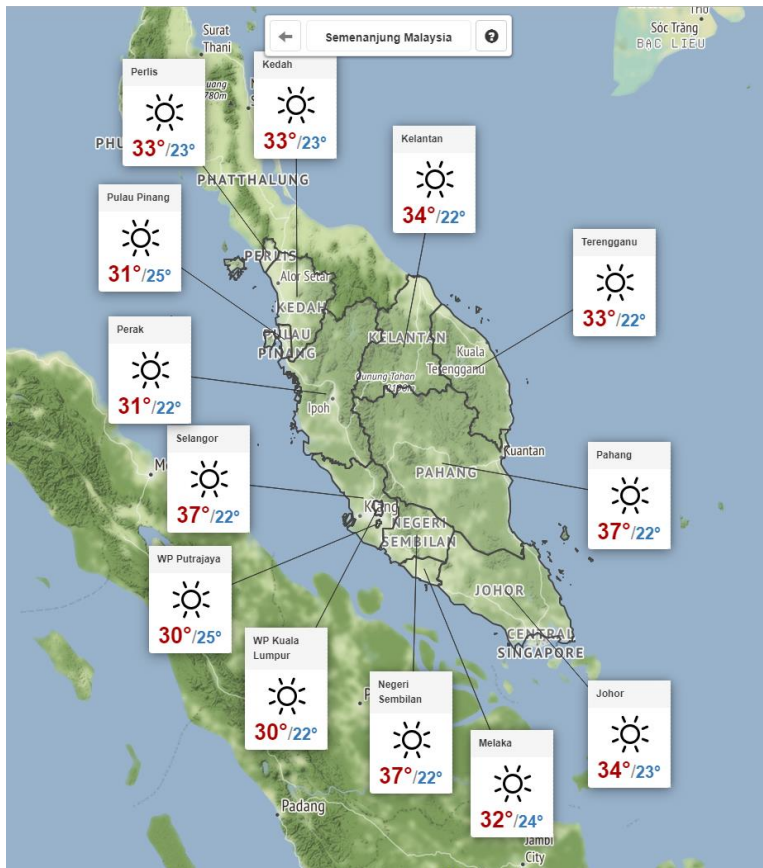 Surat
Thani
Semenanjung Malaysia
?
Sóc Trăng
BẠC LIÊU
Perlis
33°/23°
Kedah
33°/23°
Kelantan
34°/22°
PHATTHALUNG
Pulau Pinang
31°/25°
Terengganu
33°/22°
PERLIS
Alor Setar
KEDAH
PULAU
PINANG
KELANTAN
Kuala
Terengganu
Gunung Tahan
Perak
31°/22°
Ipoh
Kuantan
Selangor
37°/22°
PAHANG
Pahang
37°/22°
Klang
NEGERI
SEMBILAN
WP Putrajaya
30°/25°
JOHOR
CENTRAL
SINGAPORE
WP Kuala
Lumpur
30°/22°
Negeri
Sembilan
37°/22°
Johor
34°/23°
Melaka
32°/24°
Padang
Jambi
City